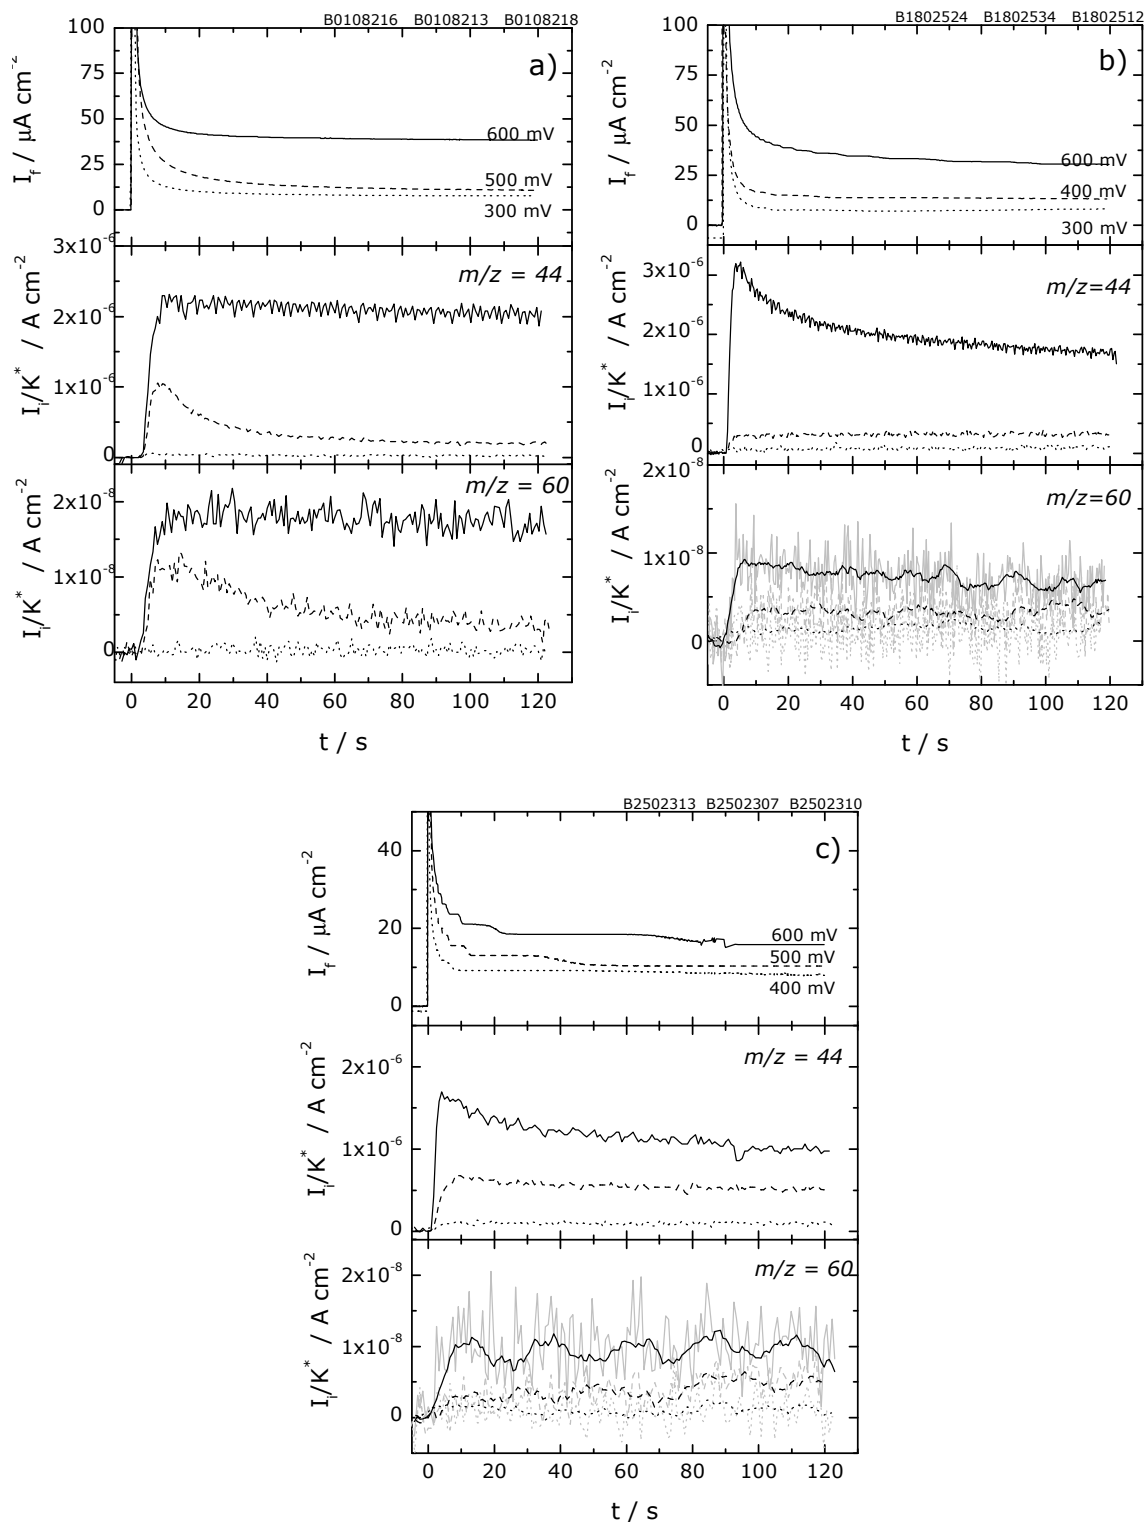 B0108216 B0108213 B0108218
a)
I_f / μA cm⁻²
100
75
50
25
0
600 mV
500 mV
300 mV
I_i/K* / A cm⁻²
3x10⁻⁶
2x10⁻⁶
1x10⁻⁶
0
m/z = 44
I_i/K* / A cm⁻²
2x10⁻⁸
1x10⁻⁸
0
m/z = 60
0 20 40 60 80 100 120
t / s
B1802524 B1802534 B1802512
b)
I_f / μA cm⁻²
100
75
50
25
0
600 mV
400 mV
300 mV
I_i/K* / A cm⁻²
3x10⁻⁶
2x10⁻⁶
1x10⁻⁶
0
m/z=44
I_i/K* / A cm⁻²
2x10⁻⁸
1x10⁻⁸
0
m/z=60
0 20 40 60 80 100 120
t / s
B2502313 B2502307 B2502310
c)
I_f / μA cm⁻²
40
20
0
600 mV
500 mV
400 mV
I_i/K* / A cm⁻²
2x10⁻⁶
1x10⁻⁶
0
m/z = 44
I_i/K* / A cm⁻²
2x10⁻⁸
1x10⁻⁸
0
m/z = 60
0 20 40 60 80 100 120
t / s